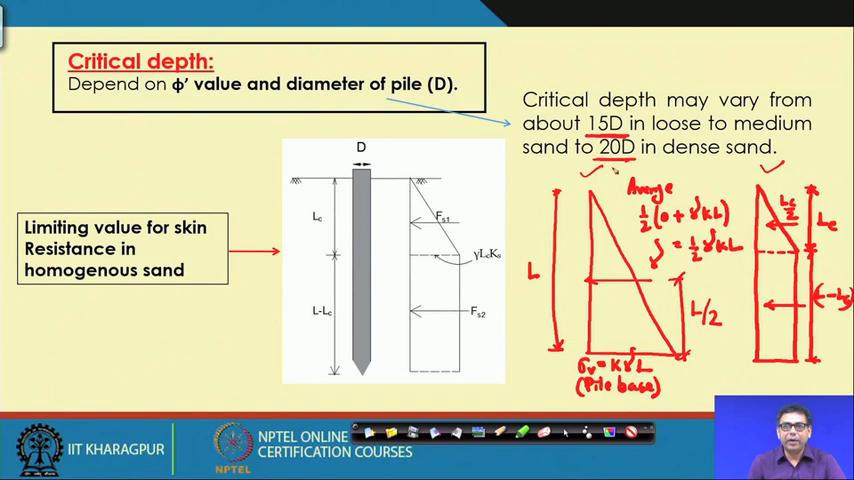 Critical depth:
Depend on ϕ′ value and diameter of pile (D).
Critical depth may vary from
about 15D in loose to medium
sand to 20D in dense sand.
Limiting value for skin
Resistance in
homogenous sand
D
Lc
Fs1
γLcKs
L-Lc
Fs2
Average
½(0 + γKL)
= ½γKL
L
L/2
σv = KγL
(Pile base)
Lc/2
Lc
(L-Lc)
IIT KHARAGPUR
NPTEL
NPTEL ONLINE
CERTIFICATION COURSES